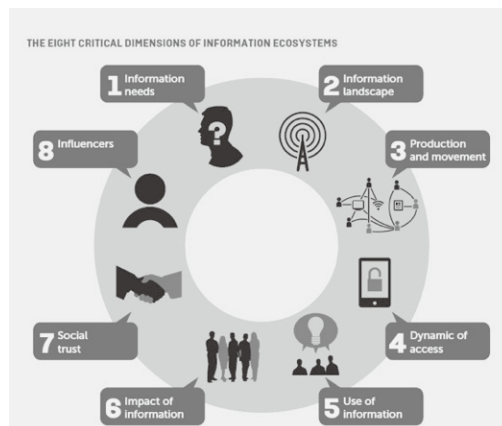 THE EIGHT CRITICAL DIMENSIONS OF INFORMATION ECOSYSTEMS
1 Information
needs
2 Information
landscape
3 Production
and movement
4 Dynamic of
access
5 Use of
information
6 Impact of
information
7 Social
trust
8 Influencers
?